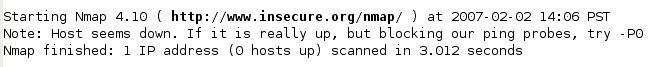 Starting Nmap 4.10 ( http://www.insecure.org/nmap/ ) at 2007-02-02 14:06 PST
Note: Host seems down. If it is really up, but blocking our ping probes, try -P0
Nmap finished: 1 IP address (0 hosts up) scanned in 3.012 seconds